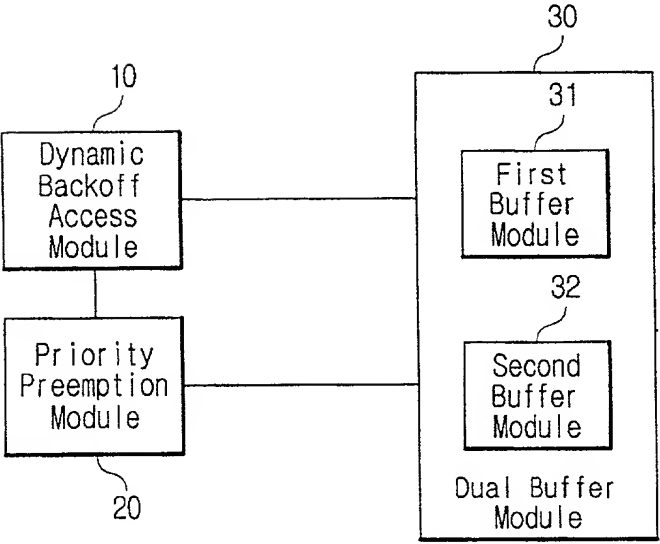 30
10
31
Dynamic
Backoff
Access
Module
First
Buffer
Module
32
Priority
Preemption
Module
Second
Buffer
Module
20
Dual Buffer
Module